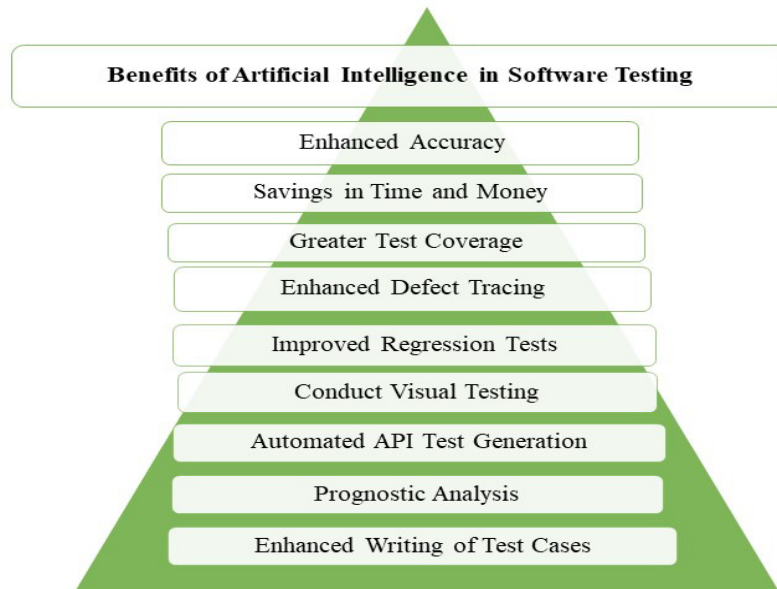 Benefits of Artificial Intelligence in Software Testing
Enhanced Accuracy
Savings in Time and Money
Greater Test Coverage
Enhanced Defect Tracing
Improved Regression Tests
Conduct Visual Testing
Automated API Test Generation
Prognostic Analysis
Enhanced Writing of Test Cases